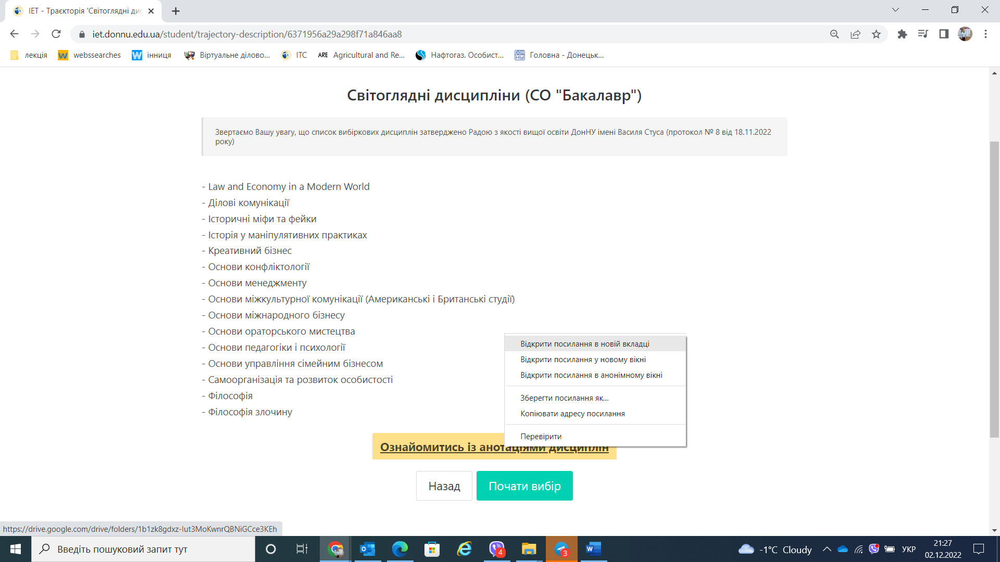 IET - Траєкторія 'Світоглядні дис
iet.donnu.edu.ua/student/trajectory-description/6371956a29a298f71a846aa8
лекція
webssearches
інниця
Віртуальне ділово...
ITC
ARE Agricultural and Re...
Нафтогаз. Особист...
Головна - Донецьк...
Світоглядні дисципліни (СО "Бакалавр")
Звертаємо Вашу увагу, що список вибіркових дисциплін затверджено Радою з якості вищої освіти ДонНУ імені Василя Стуса (протокол № 8 від 18.11.2022
року)
- Law and Economy in a Modern World
- Ділові комунікації
- Історичні міфи та фейки
- Історія у маніпулятивних практиках
- Креативний бізнес
- Основи конфліктології
- Основи менеджменту
- Основи міжкультурної комунікації (Американські і Британські студії)
- Основи міжнародного бізнесу
- Основи ораторського мистецтва
- Основи педагогіки і психології
- Основи управління сімейним бізнесом
- Самоорганізація та розвиток особистості
- Філософія
- Філософія злочину
Відкрити посилання в новій вкладці
Відкрити посилання у новому вікні
Відкрити посилання в анонімному вікні
Зберегти посилання як...
Копіювати адресу посилання
Перевірити
Ознайомитись із анотаціями дисциплін
Назад
Почати вибір
https://drive.google.com/drive/folders/1b1zk8gdxz-Iut3MoKwnrQBNiGCce3KEh
Введіть пошуковий запит тут
4
3
-1°C Cloudy
УКР
21:27
02.12.2022